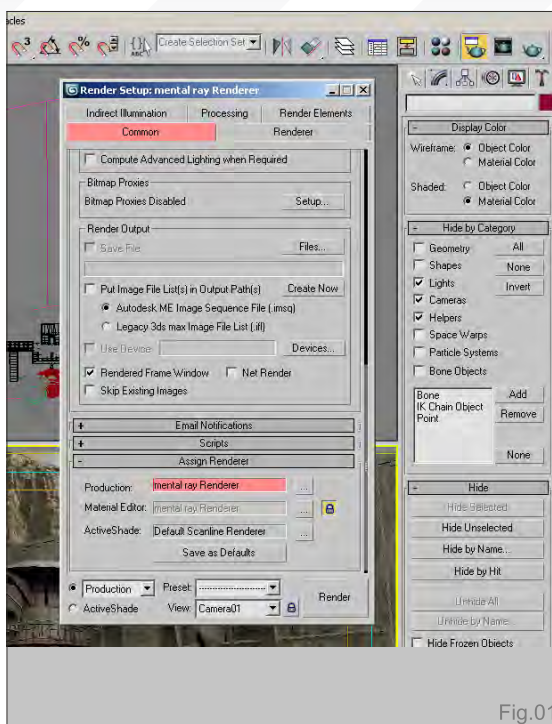 acles
Create Selection Set
Render Setup: mental ray Renderer
Indirect Illumination Processing Render Elements
Common Renderer
Compute Advanced Lighting when Required
Bitmap Proxies
Bitmap Proxies Disabled Setup...
Render Output
Save File Files...
Put Image File List(s) in Output Path(s) Create Now
Autodesk ME Image Sequence File (.imsq)
Legacy 3ds max Image File List (.ifl)
Use Device Devices...
Rendered Frame Window Net Render
Skip Existing Images
+ Email Notifications
+ Scripts
- Assign Renderer
Production: mental ray Renderer ...
Material Editor: mental ray Renderer ...
ActiveShade: Default Scanline Renderer ...
Save as Defaults
Production Preset: -----------------------
ActiveShade View: Camera01
Render
- Display Color
Wireframe: Object Color
Material Color
Shaded: Object Color
Material Color
- Hide by Category
Geometry All
Shapes None
Lights Invert
Cameras
Helpers
Space Warps
Particle Systems
Bone Objects
Bone Add
IK Chain Object Remove
Point
None
- Hide
Hide Selected
Hide Unselected
Hide by Name...
Hide by Hit
Unhide All
Unhide by Name...
Hide Frozen Objects
Fig.01